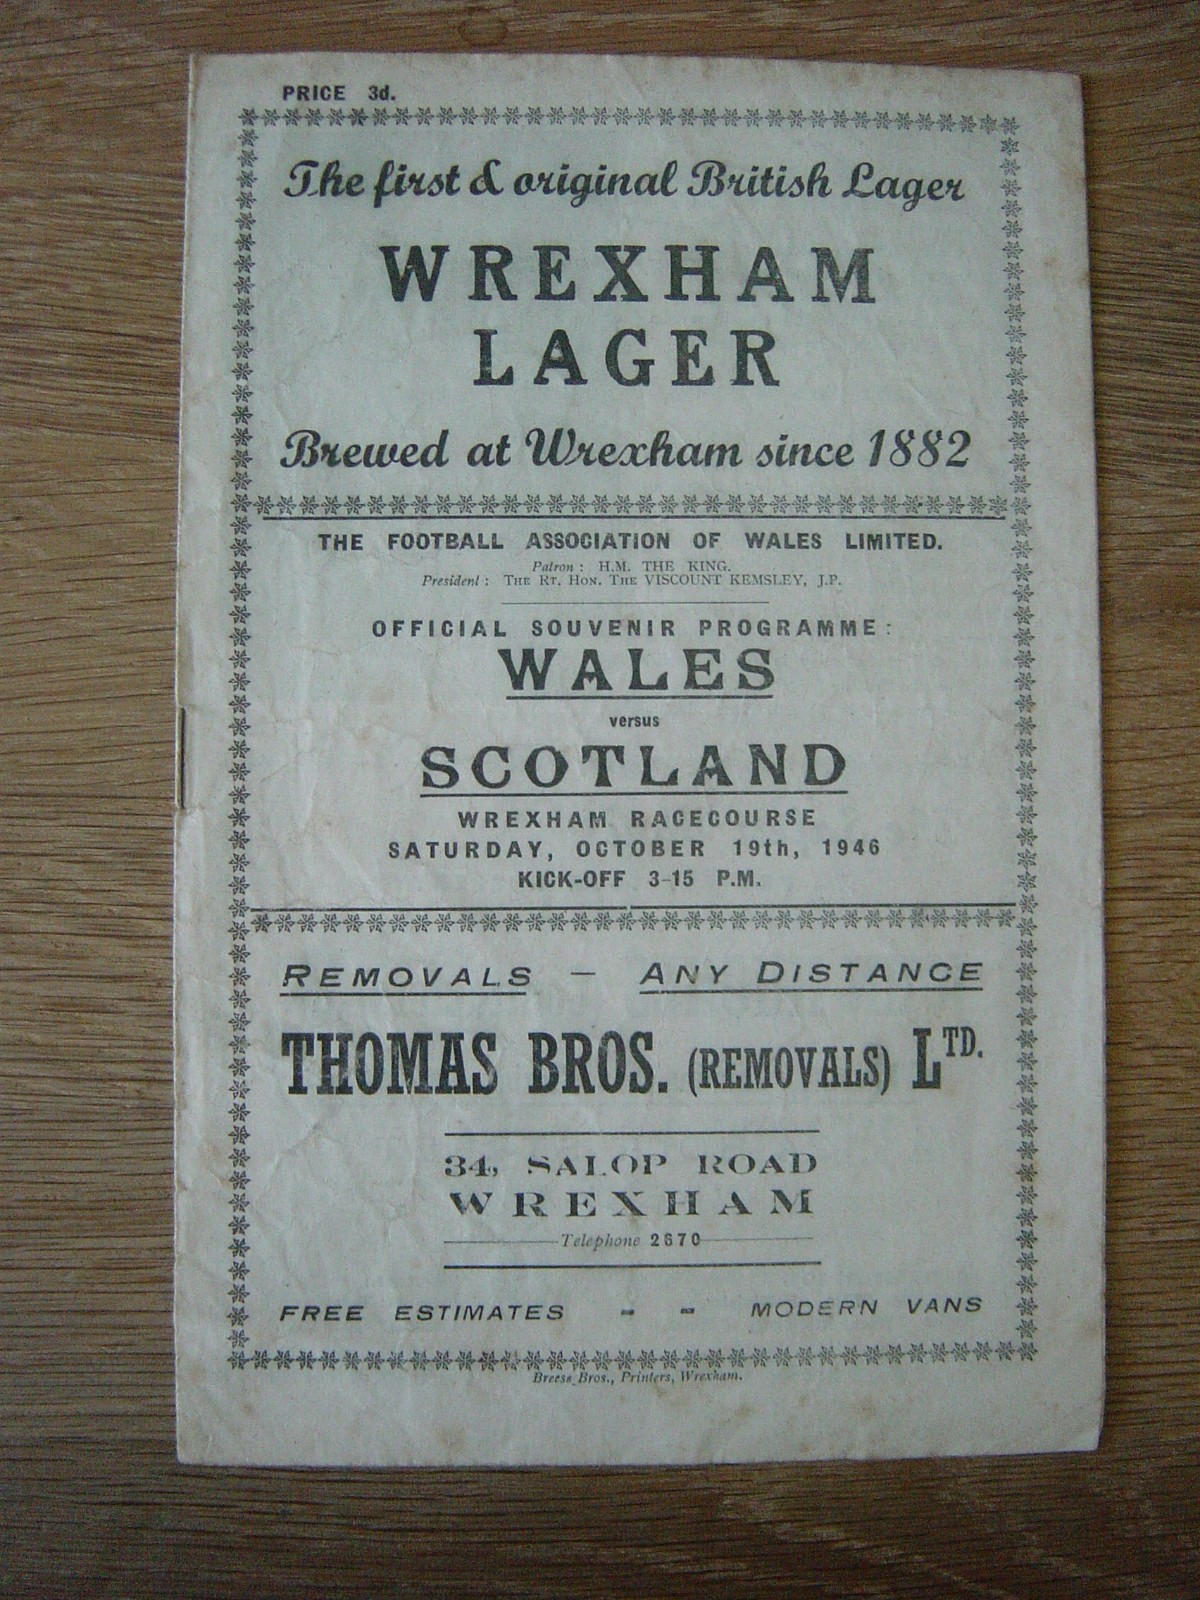 PRICE 3d.
The first & original British Lager
WREXHAM
LAGER
Brewed at Wrexham since 1882
THE FOOTBALL ASSOCIATION OF WALES LIMITED.
Patron : H.M. THE KING.
President : THE RT. HON. THE VISCOUNT KEMSLEY, J.P.
OFFICIAL SOUVENIR PROGRAMME:
WALES
versus
SCOTLAND
WREXHAM RACECOURSE
SATURDAY, OCTOBER 19th, 1946
KICK-OFF 3-15 P.M.
REMOVALS — ANY DISTANCE
THOMAS BROS. (REMOVALS) LTD.
34, SALOP ROAD
WREXHAM
Telephone 2670
FREE ESTIMATES - - MODERN VANS
Breese Bros., Printers, Wrexham.